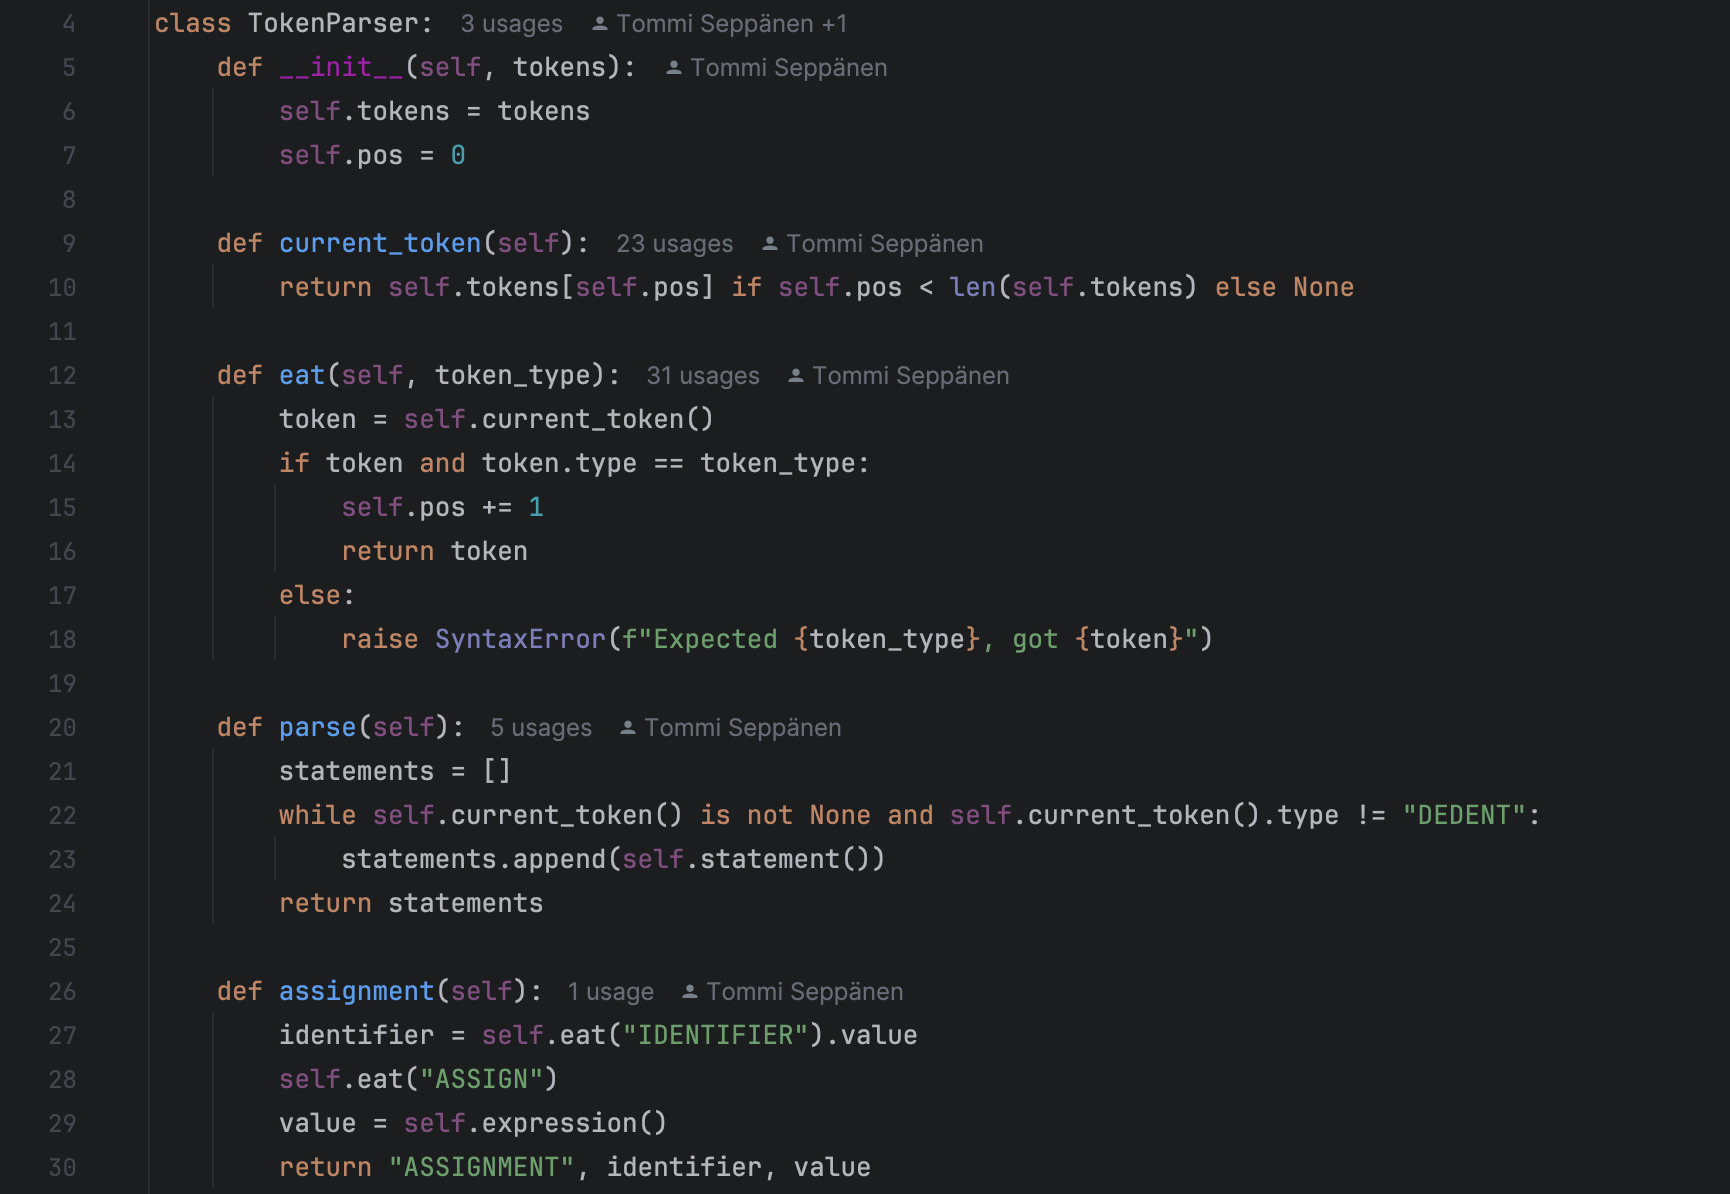 4 class TokenParser: 3 usages Tommi Seppänen +1
5     def __init__(self, tokens): Tommi Seppänen
6         self.tokens = tokens
7         self.pos = 0
8
9     def current_token(self): 23 usages Tommi Seppänen
10         return self.tokens[self.pos] if self.pos < len(self.tokens) else None
11
12     def eat(self, token_type): 31 usages Tommi Seppänen
13         token = self.current_token()
14         if token and token.type == token_type:
15             self.pos += 1
16             return token
17         else:
18             raise SyntaxError(f"Expected {token_type}, got {token}")
19
20     def parse(self): 5 usages Tommi Seppänen
21         statements = []
22         while self.current_token() is not None and self.current_token().type != "DEDENT":
23             statements.append(self.statement())
24         return statements
25
26     def assignment(self): 1 usage Tommi Seppänen
27         identifier = self.eat("IDENTIFIER").value
28         self.eat("ASSIGN")
29         value = self.expression()
30         return "ASSIGNMENT", identifier, value